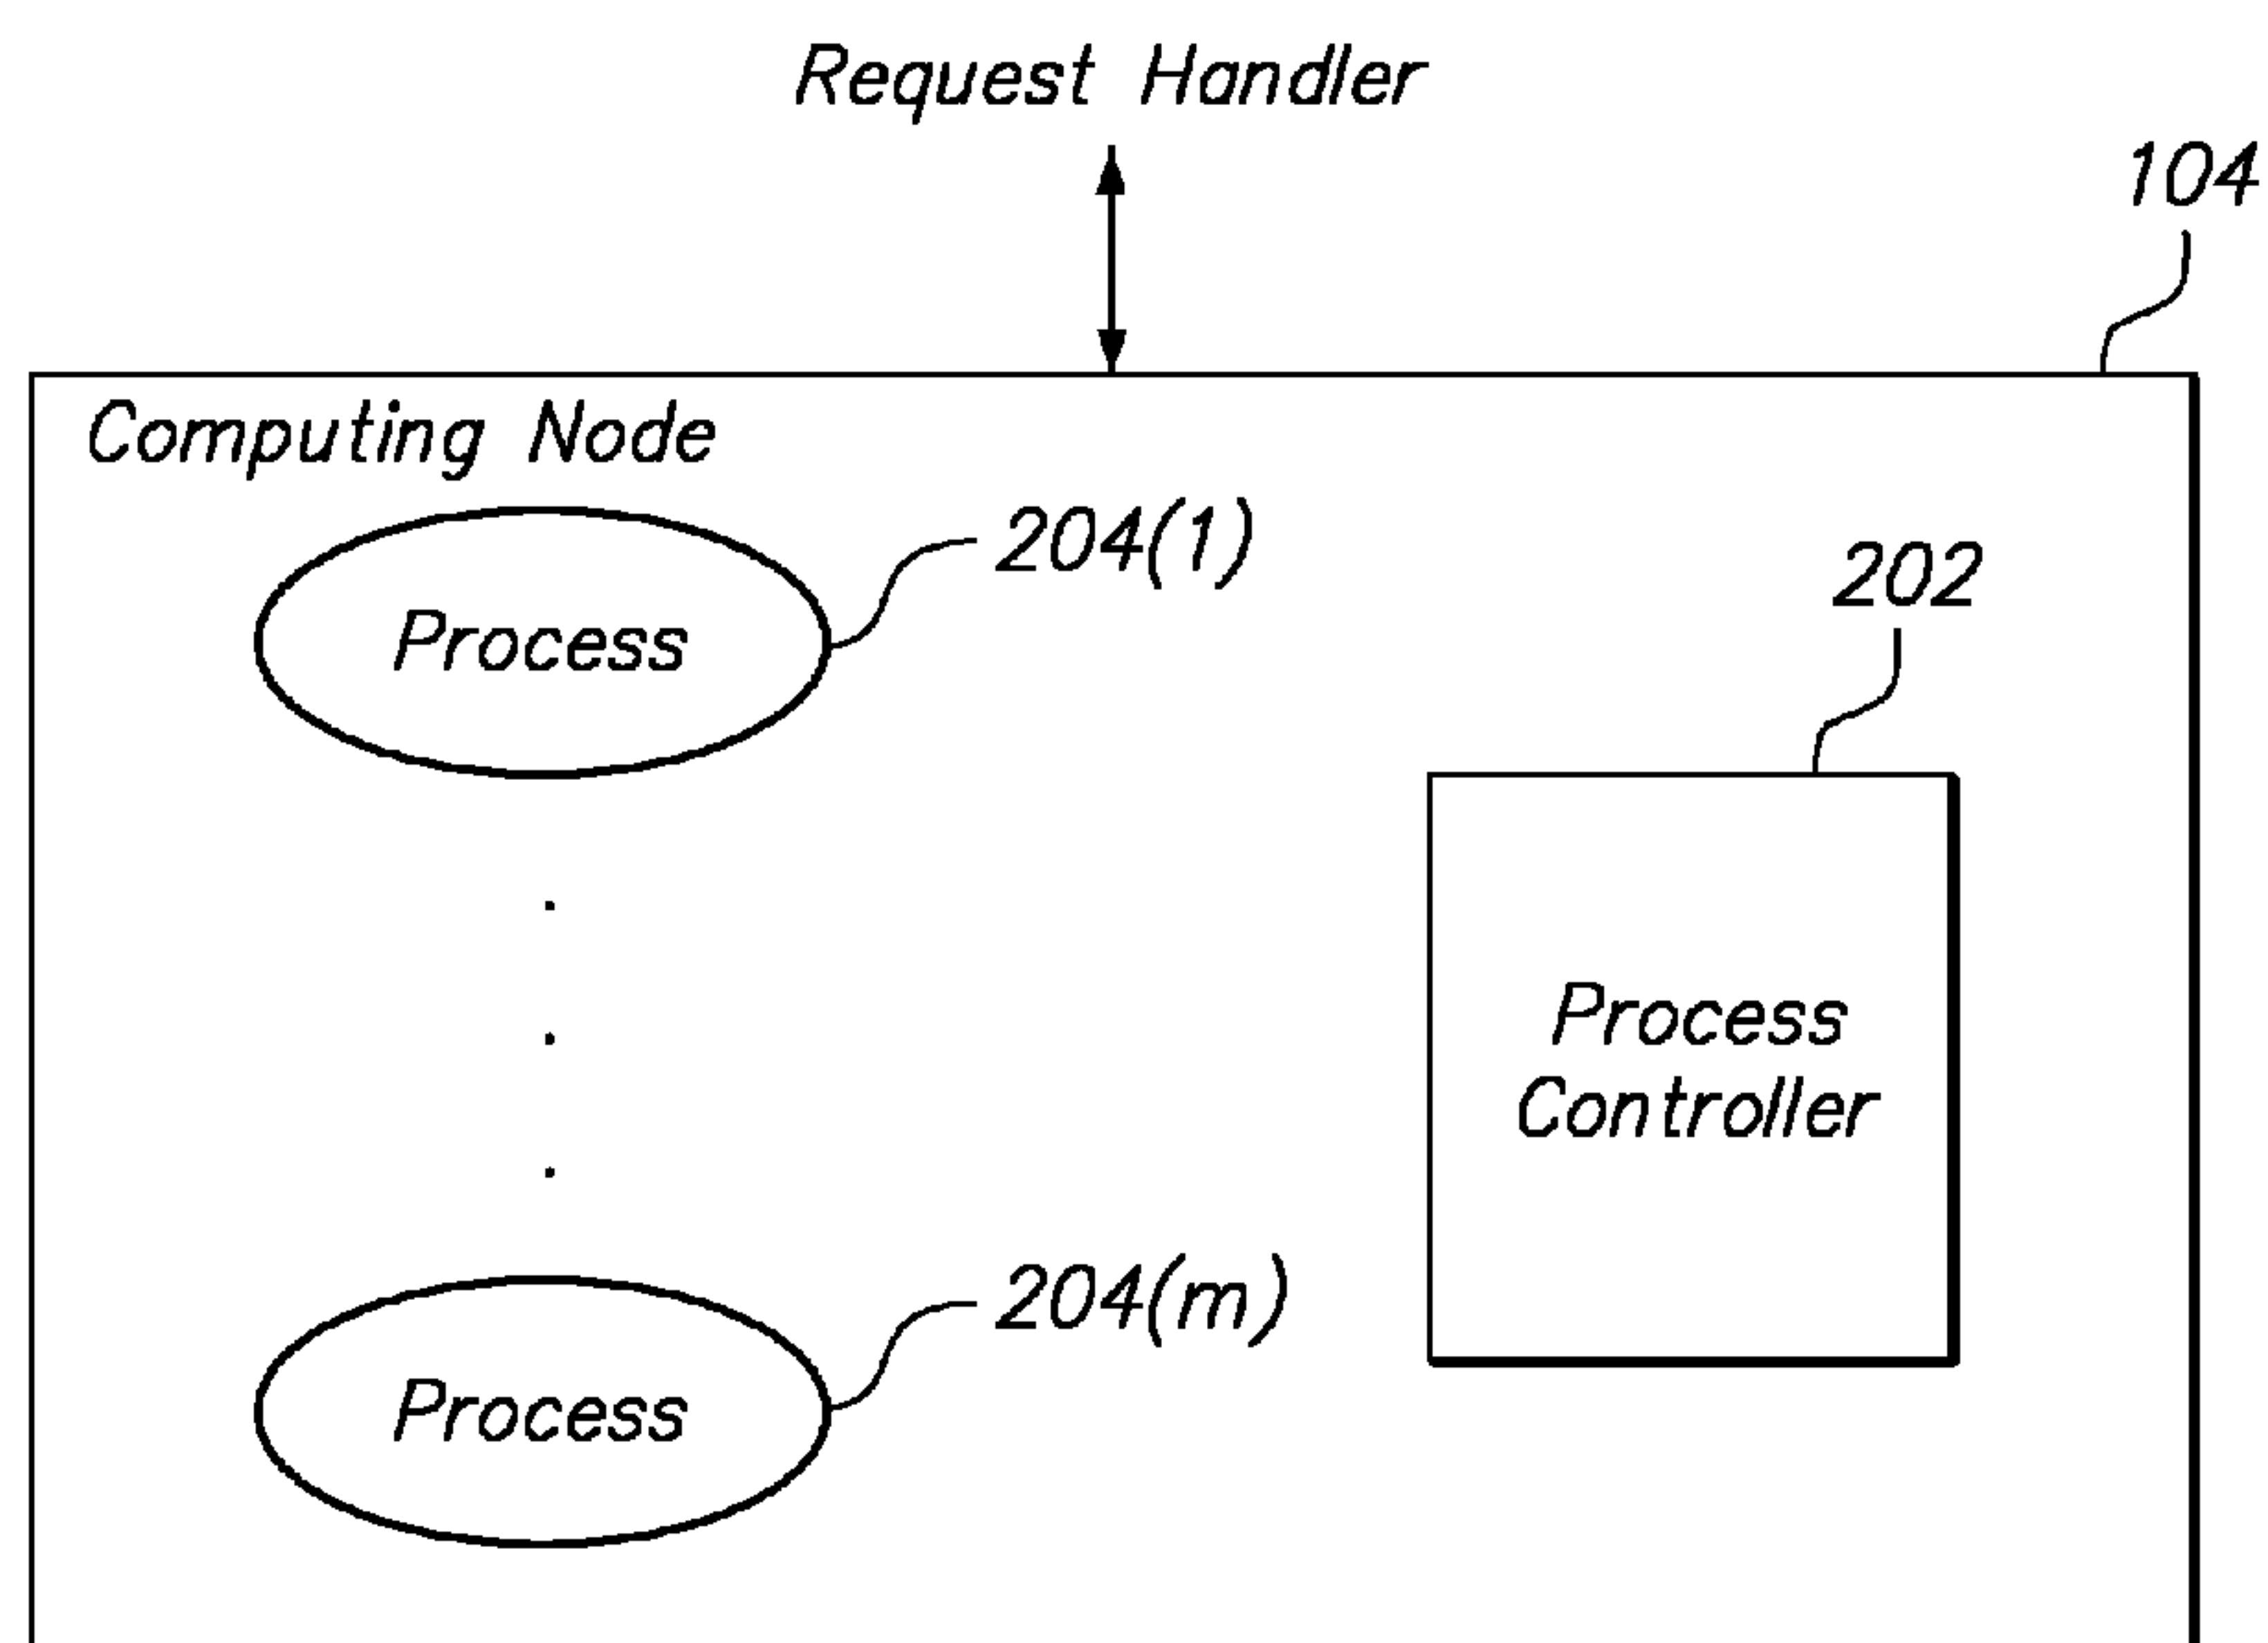 Request Handler
104
Computing Node
204(1)
202
Process
Process
Controller
204(m)
Process